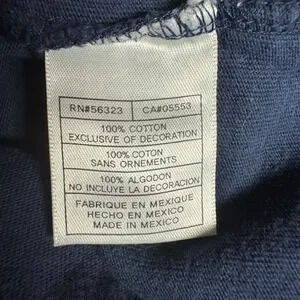 RN#56323 CA#05553
100% COTTON
EXCLUSIVE OF DECORATION
100% COTON
SANS ORNEMENTS
100% ALGODON
NO INCLUYE LA DECORACION
FABRIQUE EN MEXIQUE
HECHO EN MEXICO
MADE IN MEXICO